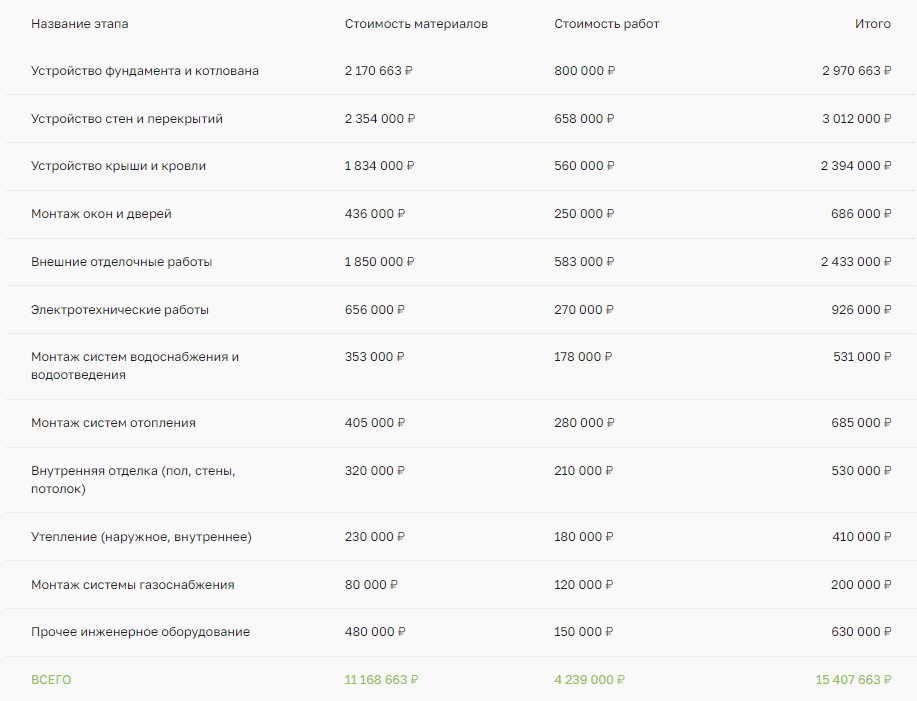 Название этапа Стоимость материалов Стоимость работ Итого
Устройство фундамента и котлована 2 170 663 ₽ 800 000 ₽ 2 970 663 ₽
Устройство стен и перекрытий 2 354 000 ₽ 658 000 ₽ 3 012 000 ₽
Устройство крыши и кровли 1 834 000 ₽ 560 000 ₽ 2 394 000 ₽
Монтаж окон и дверей 436 000 ₽ 250 000 ₽ 686 000 ₽
Внешние отделочные работы 1 850 000 ₽ 583 000 ₽ 2 433 000 ₽
Электротехнические работы 656 000 ₽ 270 000 ₽ 926 000 ₽
Монтаж систем водоснабжения и 353 000 ₽ 178 000 ₽ 531 000 ₽
водоотведения
Монтаж систем отопления 405 000 ₽ 280 000 ₽ 685 000 ₽
Внутренняя отделка (пол, стены, 320 000 ₽ 210 000 ₽ 530 000 ₽
потолок)
Утепление (наружное, внутреннее) 230 000 ₽ 180 000 ₽ 410 000 ₽
Монтаж системы газоснабжения 80 000 ₽ 120 000 ₽ 200 000 ₽
Прочее инженерное оборудование 480 000 ₽ 150 000 ₽ 630 000 ₽
ВСЕГО 11 168 663 ₽ 4 239 000 ₽ 15 407 663 ₽